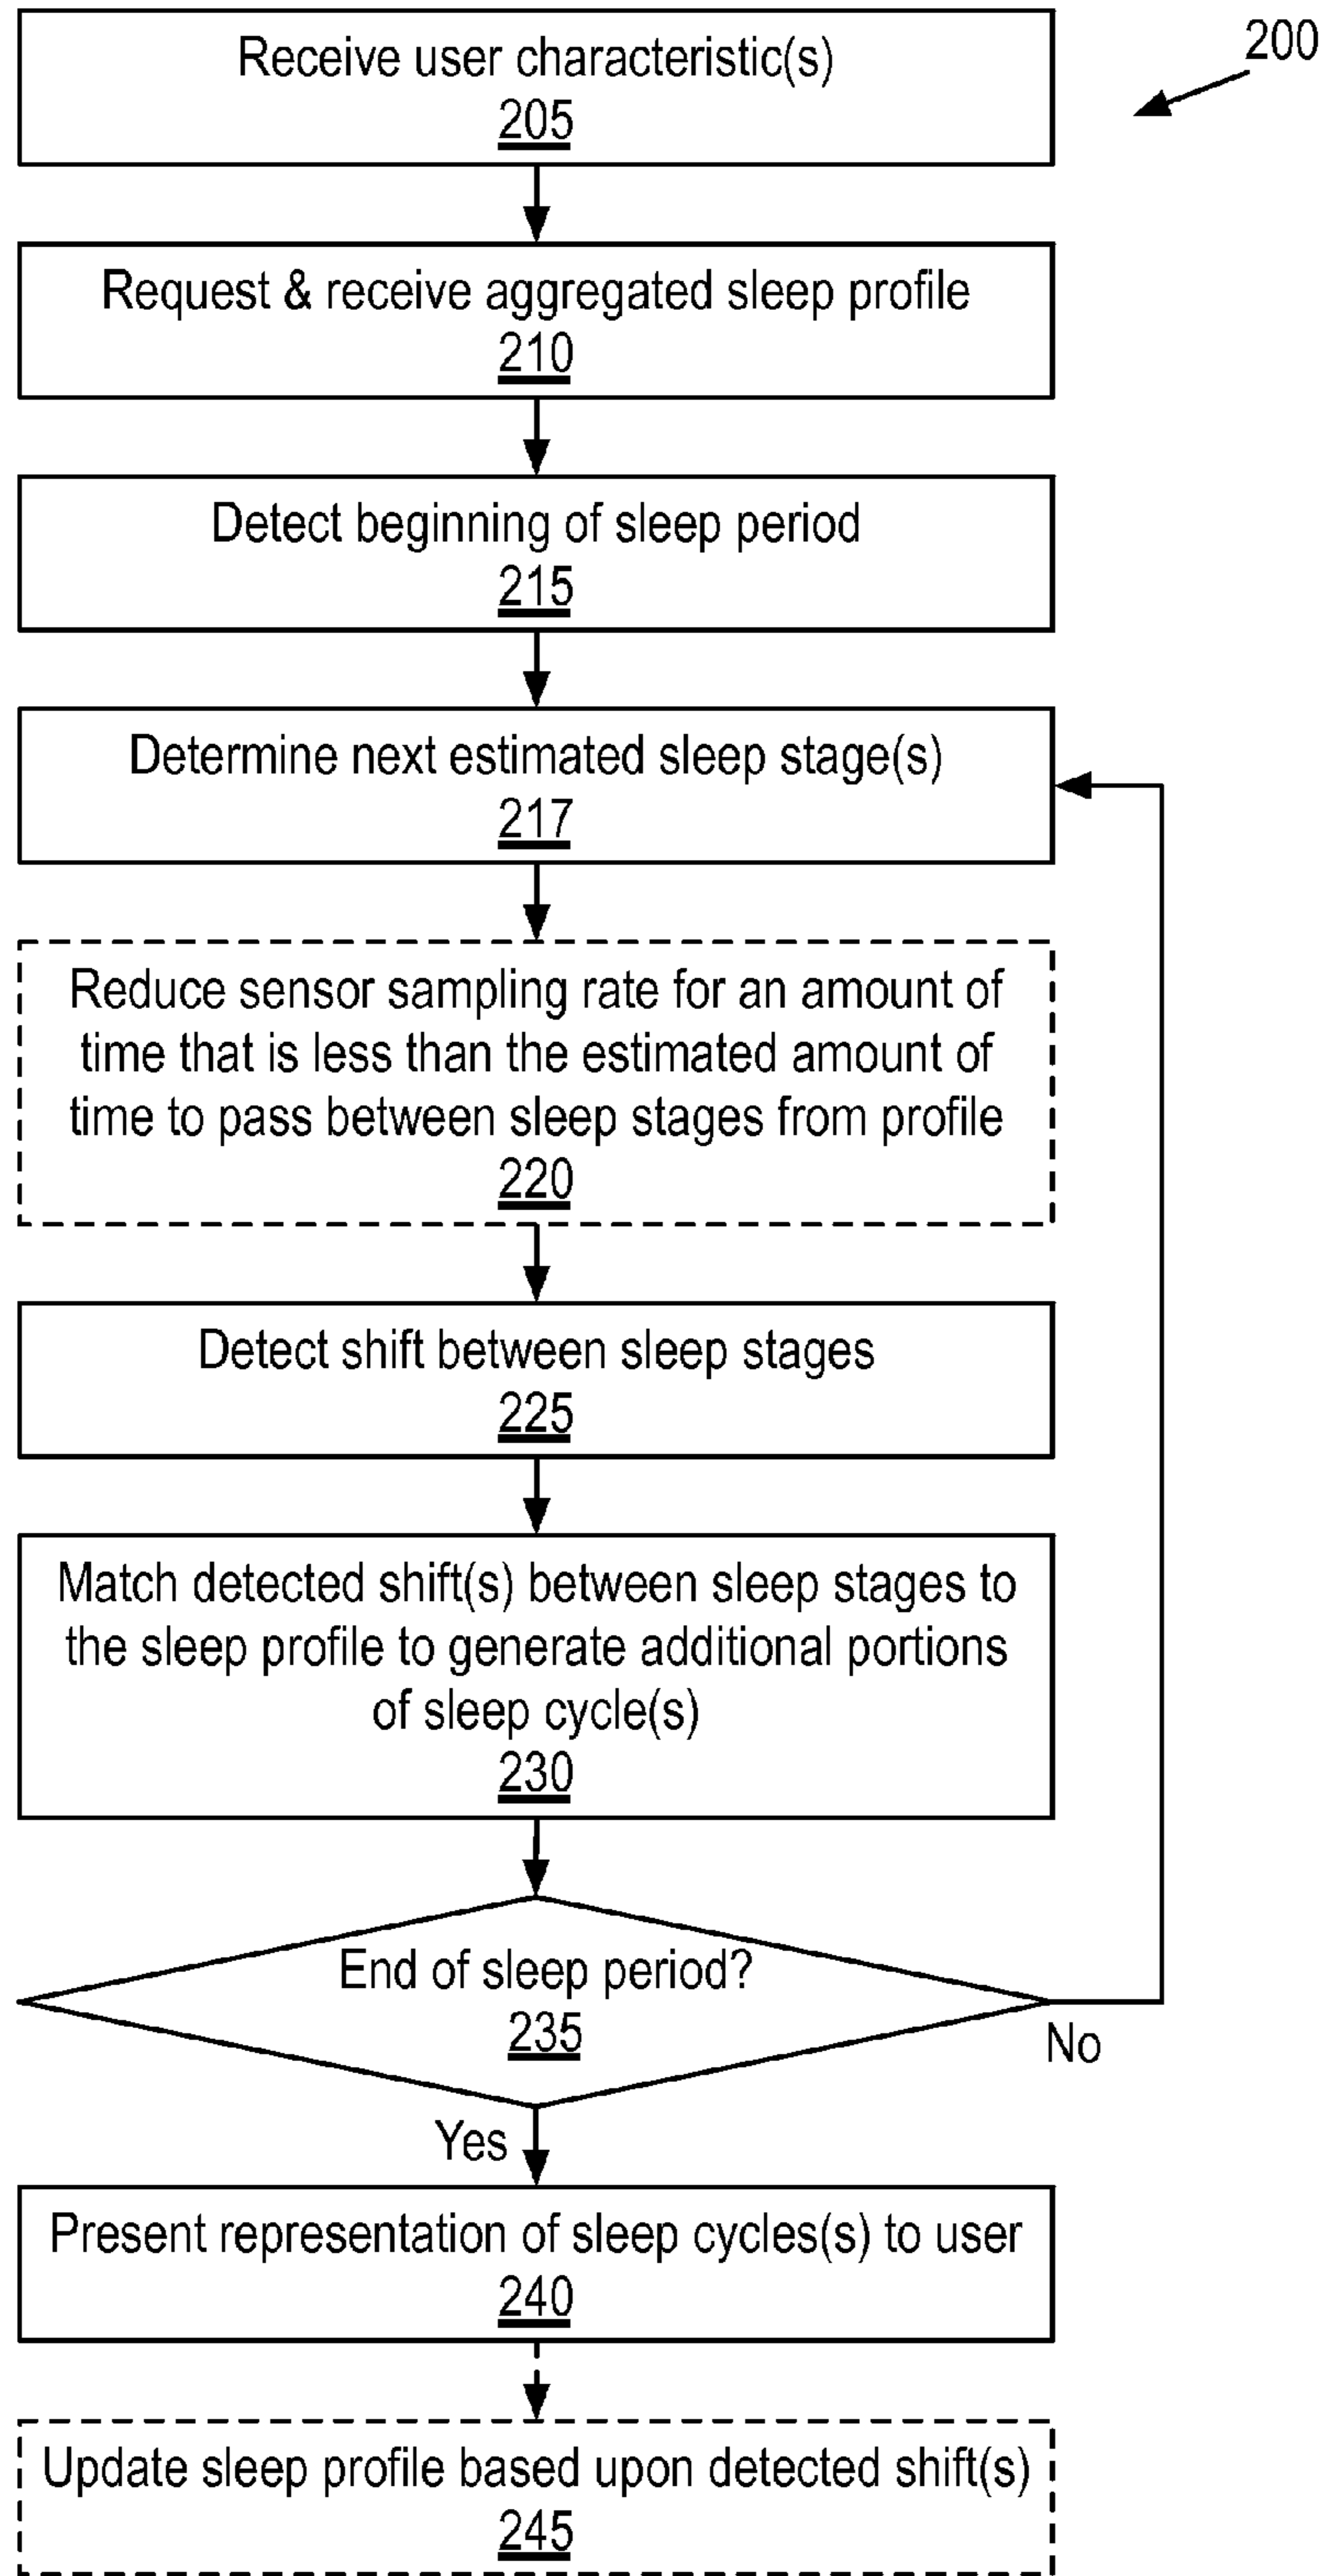 200
Receive user characteristic(s)
205
Request & receive aggregated sleep profile
210
Detect beginning of sleep period
215
Determine next estimated sleep stage(s)
217
Reduce sensor sampling rate for an amount of
time that is less than the estimated amount of
time to pass between sleep stages from profile
220
Detect shift between sleep stages
225
Match detected shift(s) between sleep stages to
the sleep profile to generate additional portions
of sleep cycle(s)
230
End of sleep period?
235
No
Yes
Present representation of sleep cycles(s) to user
240
Update sleep profile based upon detected shift(s)
245